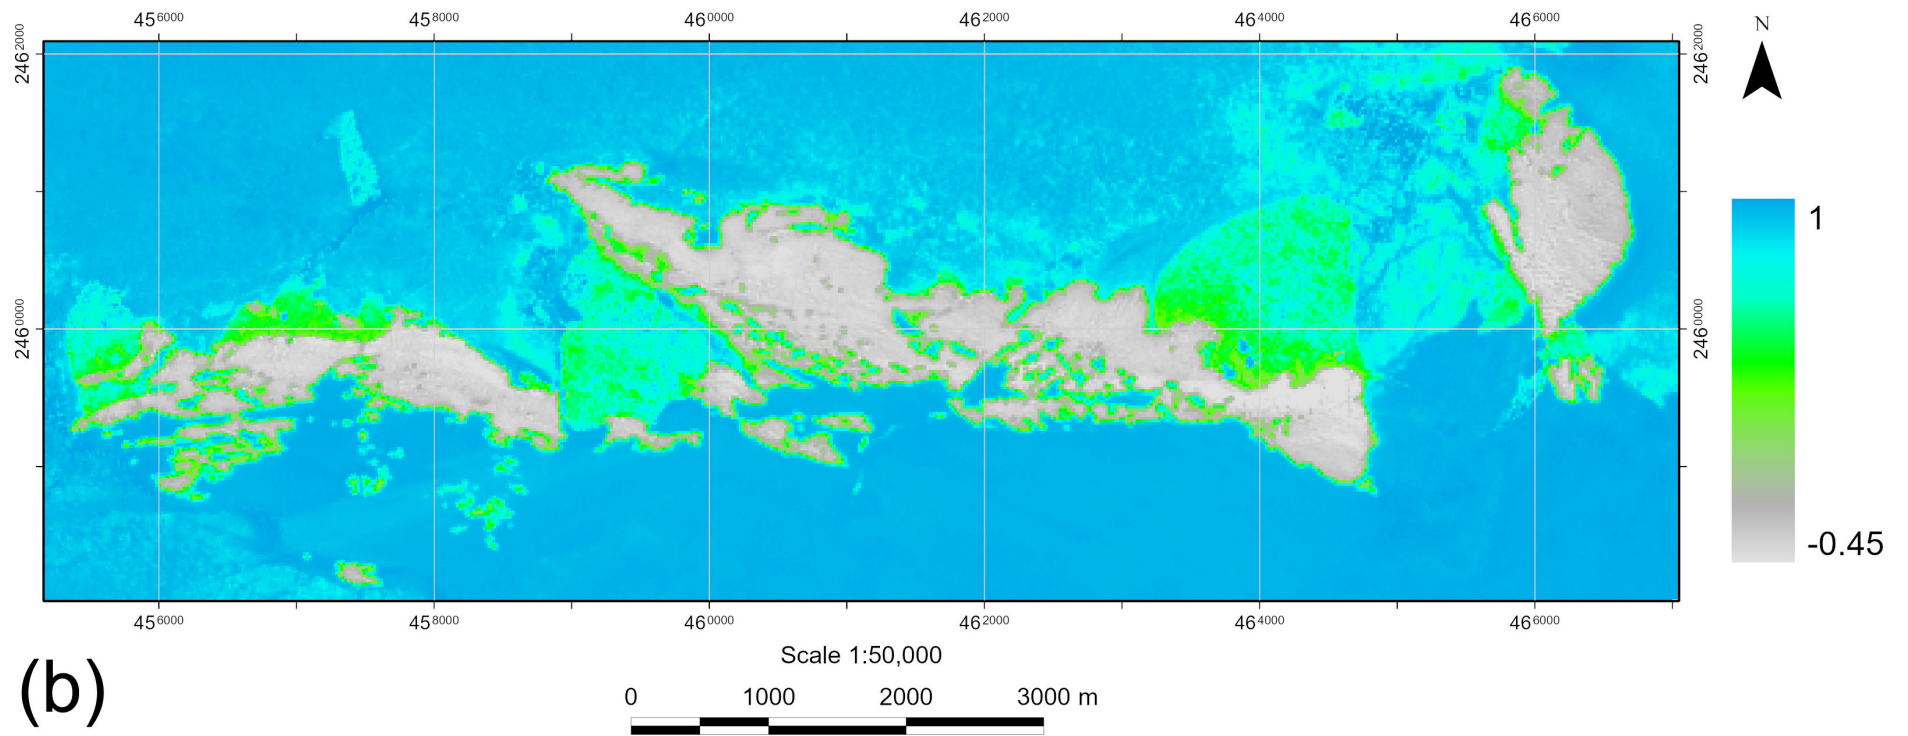 45⁶⁰⁰⁰ 45⁸⁰⁰⁰ 46⁰⁰⁰⁰ 46²⁰⁰⁰ 46⁴⁰⁰⁰ 46⁶⁰⁰⁰
N
246²⁰⁰⁰ 246²⁰⁰⁰
1
246⁰⁰⁰⁰ 246⁰⁰⁰⁰
-0.45
45⁶⁰⁰⁰ 45⁸⁰⁰⁰ 46⁰⁰⁰⁰ 46²⁰⁰⁰ 46⁴⁰⁰⁰ 46⁶⁰⁰⁰
Scale 1:50,000
(b)
0 1000 2000 3000 m